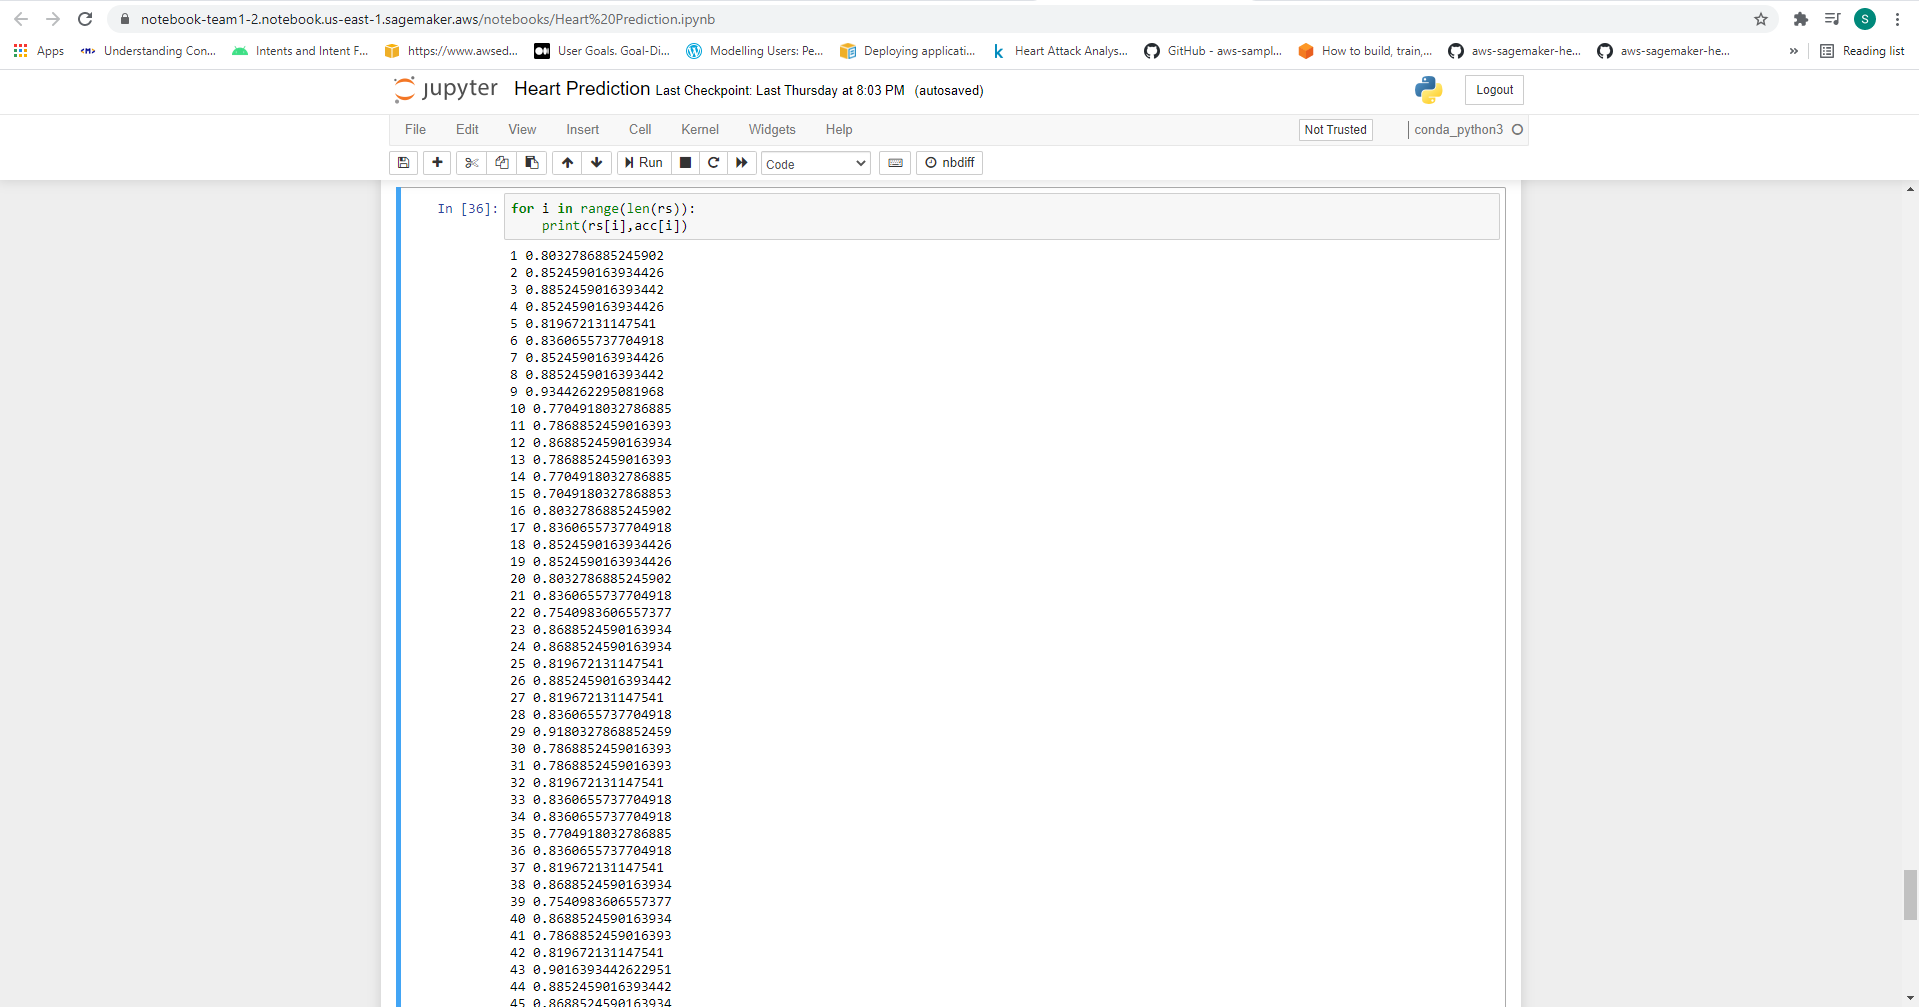 notebook-team1-2.notebook.us-east-1.sagemaker.aws/notebooks/Heart%20Prediction.ipynb
S
Apps
Understanding Con...
Intents and Intent F...
https://www.awsed...
User Goals. Goal-Di...
Modelling Users: Pe...
Deploying applicati...
k Heart Attack Analys...
GitHub - aws-sampl...
How to build, train,...
aws-sagemaker-he...
aws-sagemaker-he...
»
Reading list
jupyter Heart Prediction Last Checkpoint: Last Thursday at 8:03 PM (autosaved)
Logout
File Edit View Insert Cell Kernel Widgets Help
Not Trusted
conda_python3
Run
Code
nbdiff
In [36]: for i in range(len(rs)):
print(rs[i],acc[i])
1 0.8032786885245902
2 0.8524590163934426
3 0.8852459016393442
4 0.8524590163934426
5 0.819672131147541
6 0.8360655737704918
7 0.8524590163934426
8 0.8852459016393442
9 0.9344262295081968
10 0.7704918032786885
11 0.7868852459016393
12 0.8688524590163934
13 0.7868852459016393
14 0.7704918032786885
15 0.7049180327868853
16 0.8032786885245902
17 0.8360655737704918
18 0.8524590163934426
19 0.8524590163934426
20 0.8032786885245902
21 0.8360655737704918
22 0.7540983606557377
23 0.8688524590163934
24 0.8688524590163934
25 0.819672131147541
26 0.8852459016393442
27 0.819672131147541
28 0.8360655737704918
29 0.9180327868852459
30 0.7868852459016393
31 0.7868852459016393
32 0.819672131147541
33 0.8360655737704918
34 0.8360655737704918
35 0.7704918032786885
36 0.8360655737704918
37 0.819672131147541
38 0.8688524590163934
39 0.7540983606557377
40 0.8688524590163934
41 0.7868852459016393
42 0.819672131147541
43 0.9016393442622951
44 0.8852459016393442
45 0.8688524590163934